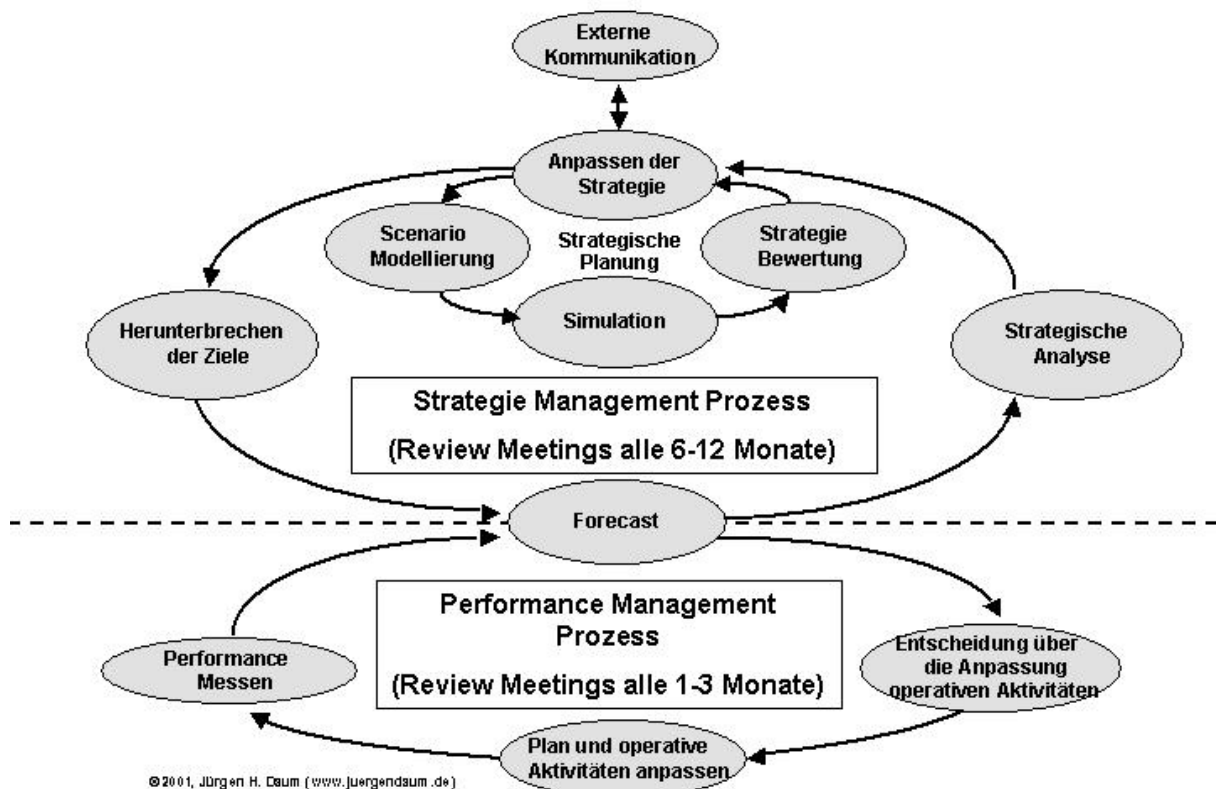 Externe
Kommunikation
Anpassen der
Strategie
Scenario
Modellierung
Strategische
Planung
Strategie
Bewertung
Simulation
Herunterbrechen
der Ziele
Strategische
Analyse
Strategie Management Prozess
(Review Meetings alle 6-12 Monate)
Forecast
Performance Management
Prozess
(Review Meetings alle 1-3 Monate)
Performance
Messen
Entscheidung über
die Anpassung
operativen Aktivitäten
Plan und operative
Aktivitäten anpassen
©2001, Jürgen H. Daum (www.juergendaum.de)